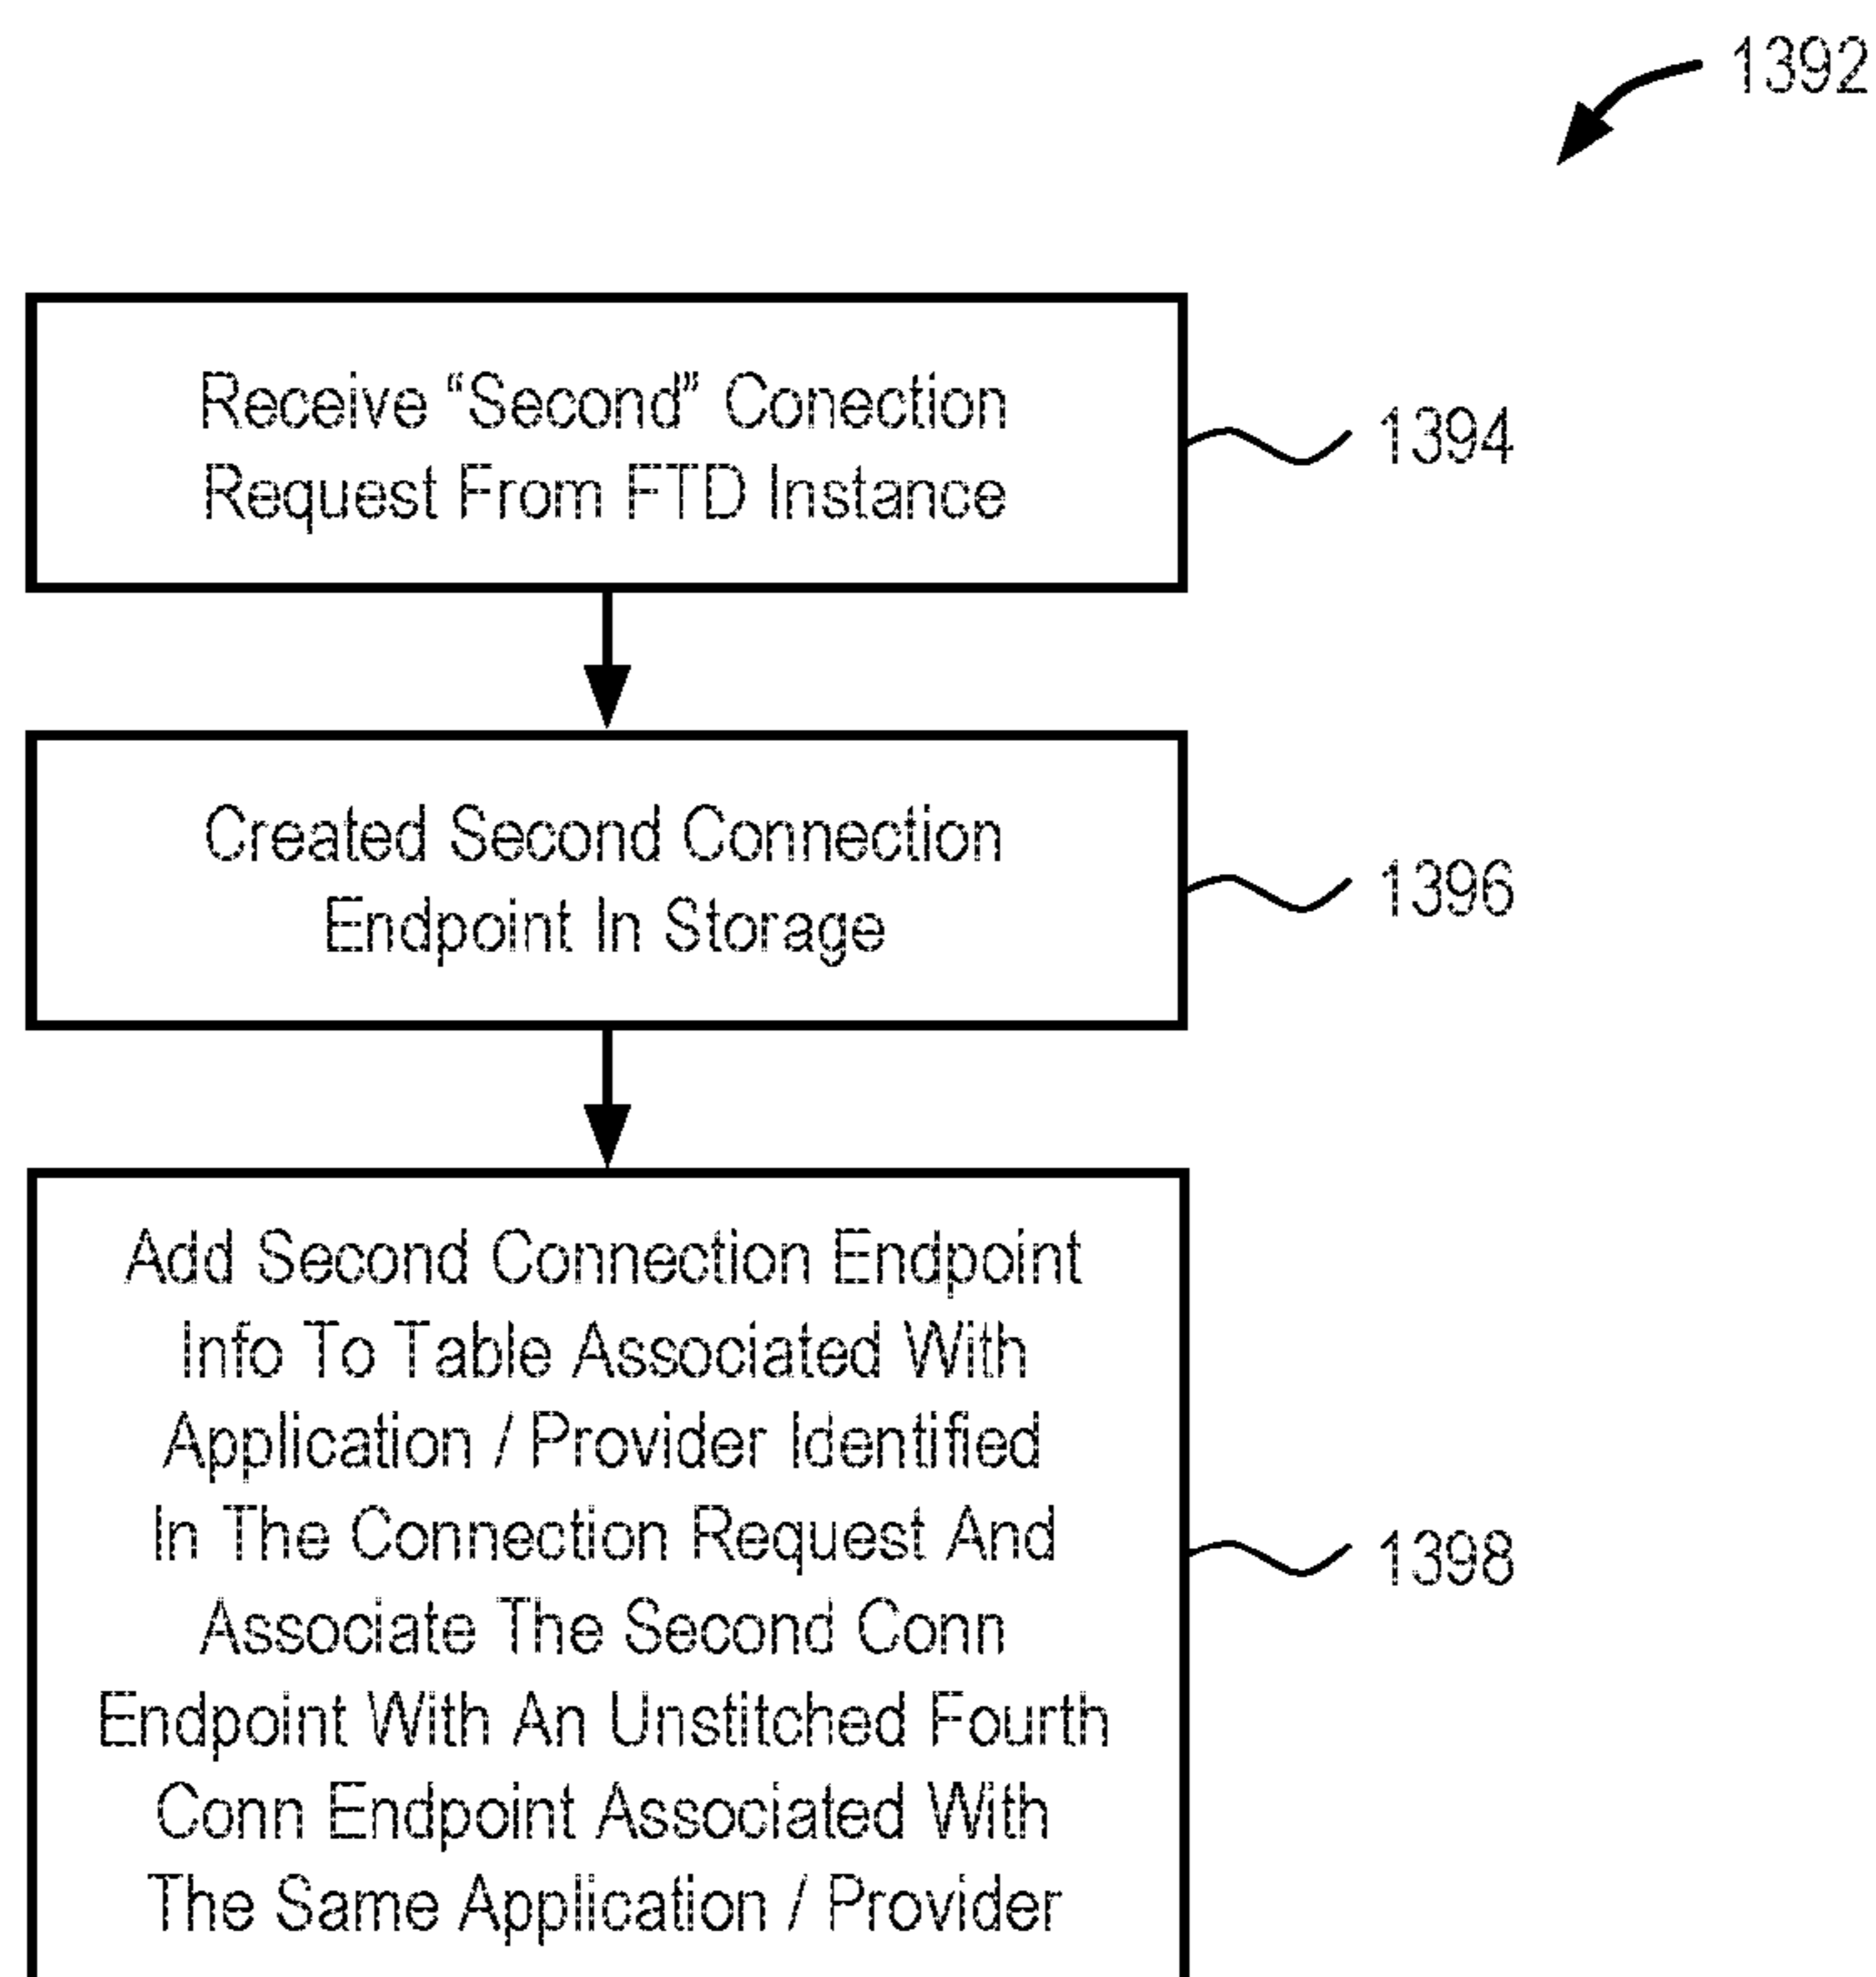 1392
Receive “Second” Conection
Request From FTD Instance
1394
Created Second Connection
Endpoint In Storage
1396
Add Second Connection Endpoint
Info To Table Associated With
Application / Provider Identified
In The Connection Request And
Associate The Second Conn
Endpoint With An Unstitched Fourth
Conn Endpoint Associated With
The Same Application / Provider
1398